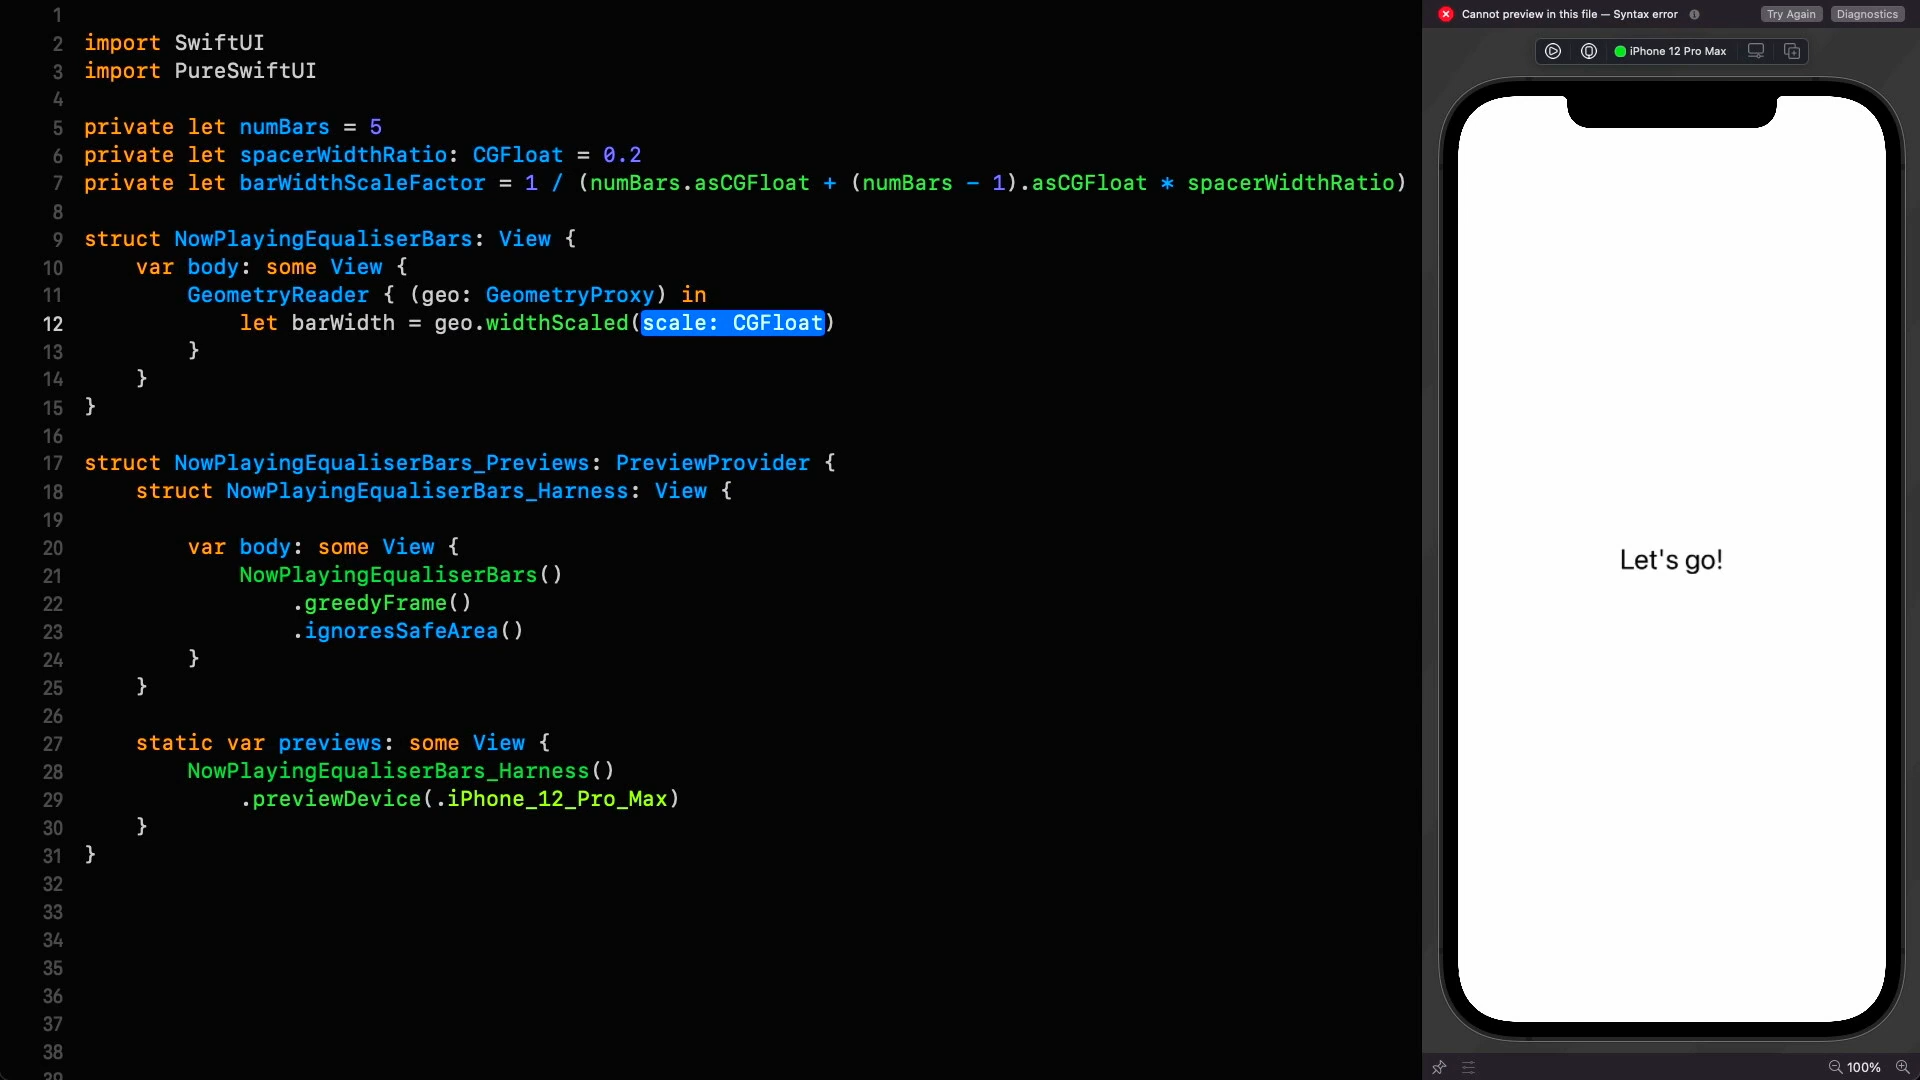 1
2 import SwiftUI
3 import PureSwiftUI
4
5 private let numBars = 5
6 private let spacerWidthRatio: CGFloat = 0.2
7 private let barWidthScaleFactor = 1 / (numBars.asCGFloat + (numBars - 1).asCGFloat * spacerWidthRatio)
8
9 struct NowPlayingEqualiserBars: View {
10     var body: some View {
11         GeometryReader { (geo: GeometryProxy) in
12             let barWidth = geo.widthScaled(scale: CGFloat)
13         }
14     }
15 }
16
17 struct NowPlayingEqualiserBars_Previews: PreviewProvider {
18     struct NowPlayingEqualiserBars_Harness: View {
19
20         var body: some View {
21             NowPlayingEqualiserBars()
22                 .greedyFrame()
23                 .ignoresSafeArea()
24         }
25     }
26
27     static var previews: some View {
28         NowPlayingEqualiserBars_Harness()
29             .previewDevice(.iPhone_12_Pro_Max)
30     }
31 }
32
33
34
35
36
37
38
39
Cannot preview in this file — Syntax error
Try Again
Diagnostics
iPhone 12 Pro Max
Let's go!
100%